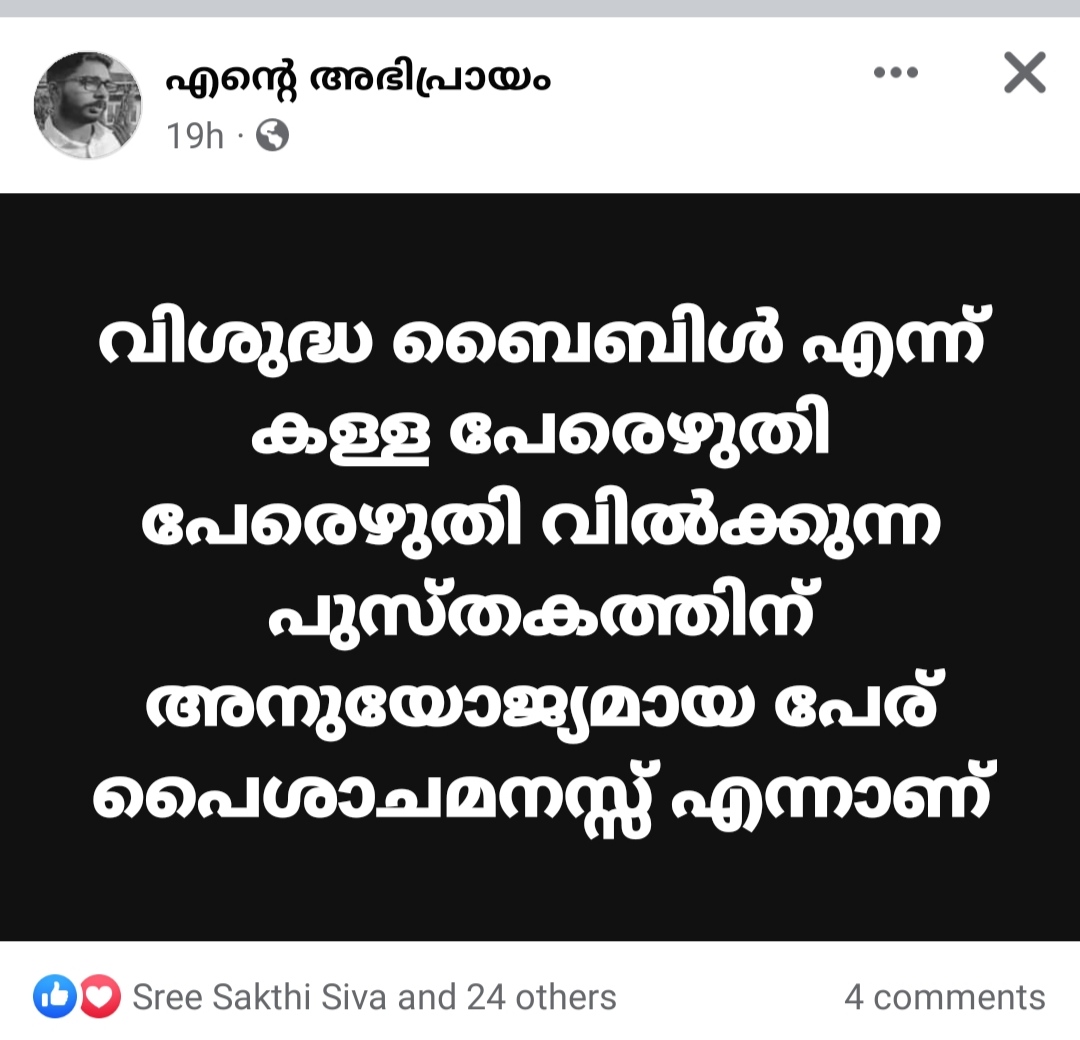 എന്റെ അഭിപ്രായം
19h ·
വിശുദ്ധ ബൈബിൾ എന്ന്
കള്ള പേരെഴുതി
പേരെഴുതി വിൽക്കുന്ന
പുസ്തകത്തിന്
അനുയോജ്യമായ പേര്
പൈശാചമനസ്സ് എന്നാണ്
Sree Sakthi Siva and 24 others
4 comments